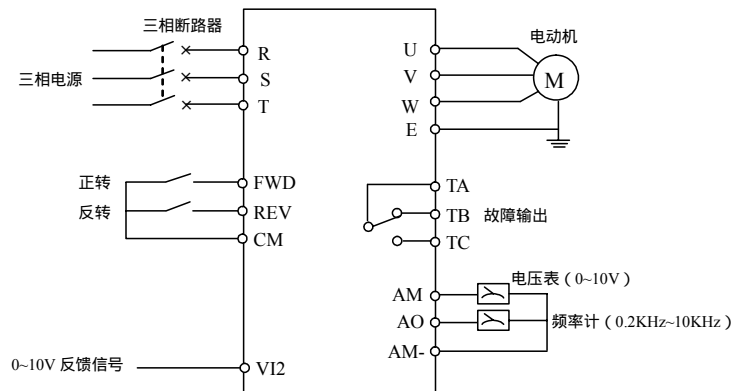 三相断路器
三相电源
R
S
T
U
V
W
E
电动机
M
正转
反转
FWD
REV
CM
TA
TB
TC
故障输出
AM
AO
AM-
电压表（0~10V）
频率计（0.2KHz~10KHz）
0~10V 反馈信号
VI2